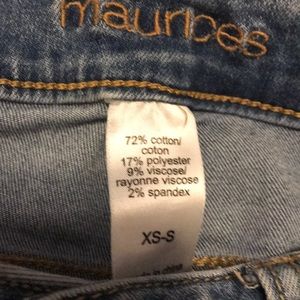 maurices
72% cotton/
coton
17% polyester
9% viscose/
rayonne viscose
2% spandex
XS-S